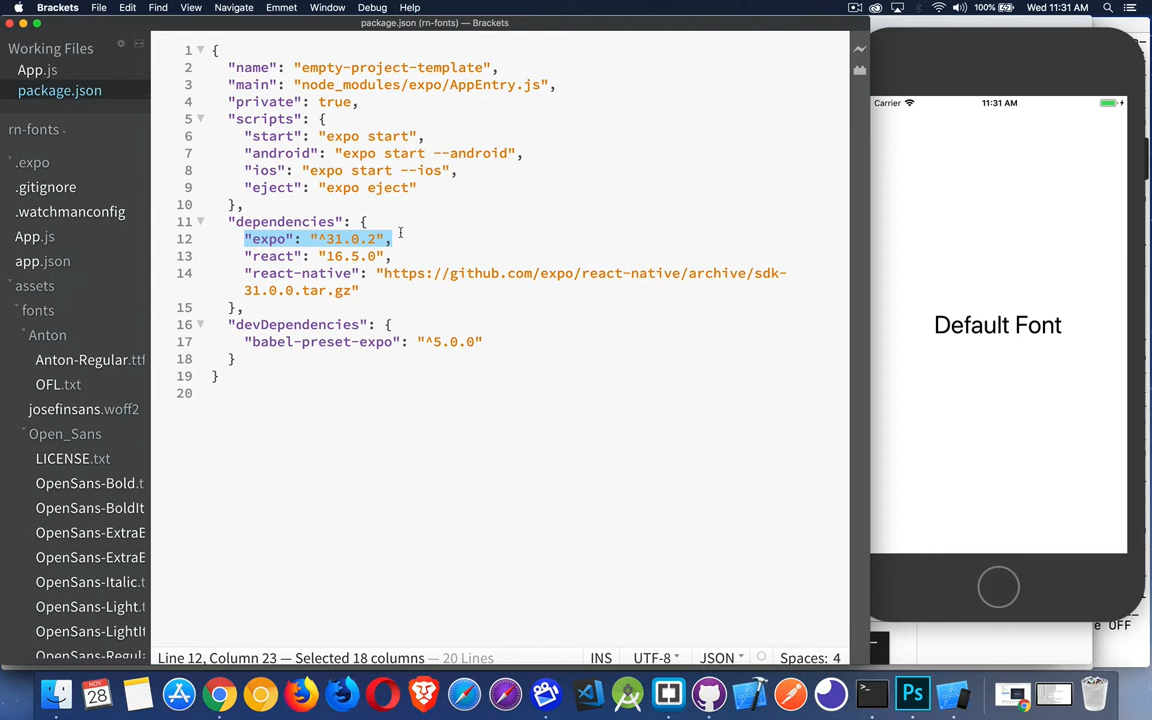 Brackets File Edit Find View Navigate Emmet Window Debug Help 100% Wed 11:31 AM
package.json (rn-fonts) — Brackets
Working Files
App.js
package.json
rn-fonts
.expo
.gitignore
.watchmanconfig
App.js
app.json
assets
fonts
Anton
Anton-Regular.ttf
OFL.txt
josefinsans.woff2
Open_Sans
LICENSE.txt
OpenSans-Bold.t
OpenSans-BoldIt
OpenSans-ExtraB
OpenSans-ExtraB
OpenSans-Italic.t
OpenSans-Light.t
OpenSans-LightIt
OpenSans-Regula
1 {
2 "name": "empty-project-template",
3 "main": "node_modules/expo/AppEntry.js",
4 "private": true,
5 "scripts": {
6 "start": "expo start",
7 "android": "expo start --android",
8 "ios": "expo start --ios",
9 "eject": "expo eject"
10 },
11 "dependencies": {
12 "expo": "^31.0.2",
13 "react": "16.5.0",
14 "react-native": "https://github.com/expo/react-native/archive/sdk-
31.0.0.tar.gz"
15 },
16 "devDependencies": {
17 "babel-preset-expo": "^5.0.0"
18 }
19 }
20
Line 12, Column 23 — Selected 18 columns — 20 Lines INS UTF-8 JSON Spaces: 4
Carrier 11:31 AM
Default Font
OFF
NOV
28
Ps